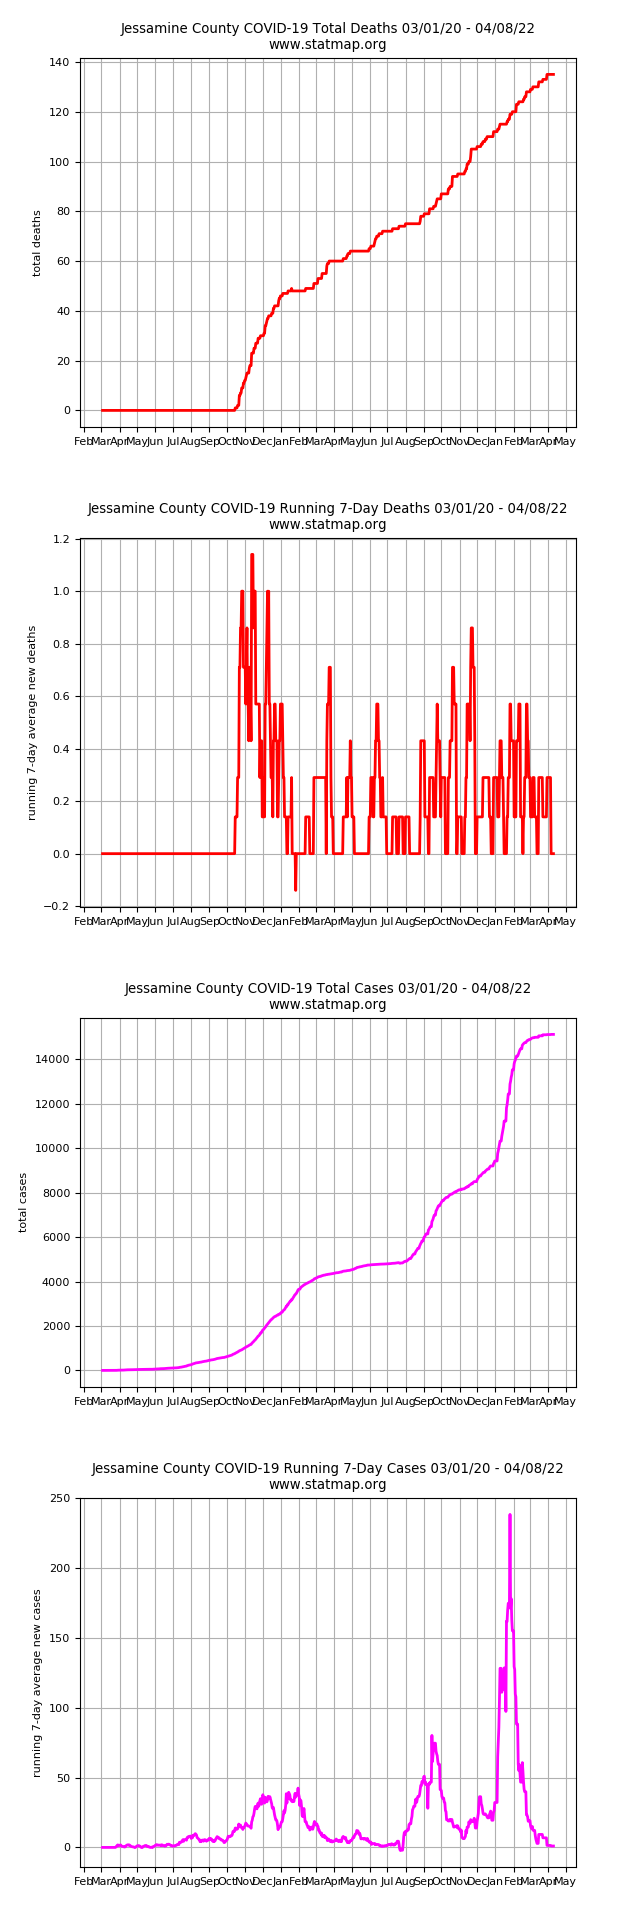 Jessamine County COVID-19 Total Deaths 03/01/20 - 04/08/22
www.statmap.org
140
120
100
80
60
40
20
0
total deaths
Feb Mar Apr May Jun Jul Aug Sep Oct Nov Dec Jan Feb Mar Apr May Jun Jul Aug Sep Oct Nov Dec Jan Feb Mar Apr May
Jessamine County COVID-19 Running 7-Day Deaths 03/01/20 - 04/08/22
www.statmap.org
1.2
1.0
0.8
0.6
0.4
0.2
0.0
−0.2
running 7-day average new deaths
Feb Mar Apr May Jun Jul Aug Sep Oct Nov Dec Jan Feb Mar Apr May Jun Jul Aug Sep Oct Nov Dec Jan Feb Mar Apr May
Jessamine County COVID-19 Total Cases 03/01/20 - 04/08/22
www.statmap.org
14000
12000
10000
8000
6000
4000
2000
0
total cases
Feb Mar Apr May Jun Jul Aug Sep Oct Nov Dec Jan Feb Mar Apr May Jun Jul Aug Sep Oct Nov Dec Jan Feb Mar Apr May
Jessamine County COVID-19 Running 7-Day Cases 03/01/20 - 04/08/22
www.statmap.org
250
200
150
100
50
0
running 7-day average new cases
Feb Mar Apr May Jun Jul Aug Sep Oct Nov Dec Jan Feb Mar Apr May Jun Jul Aug Sep Oct Nov Dec Jan Feb Mar Apr May